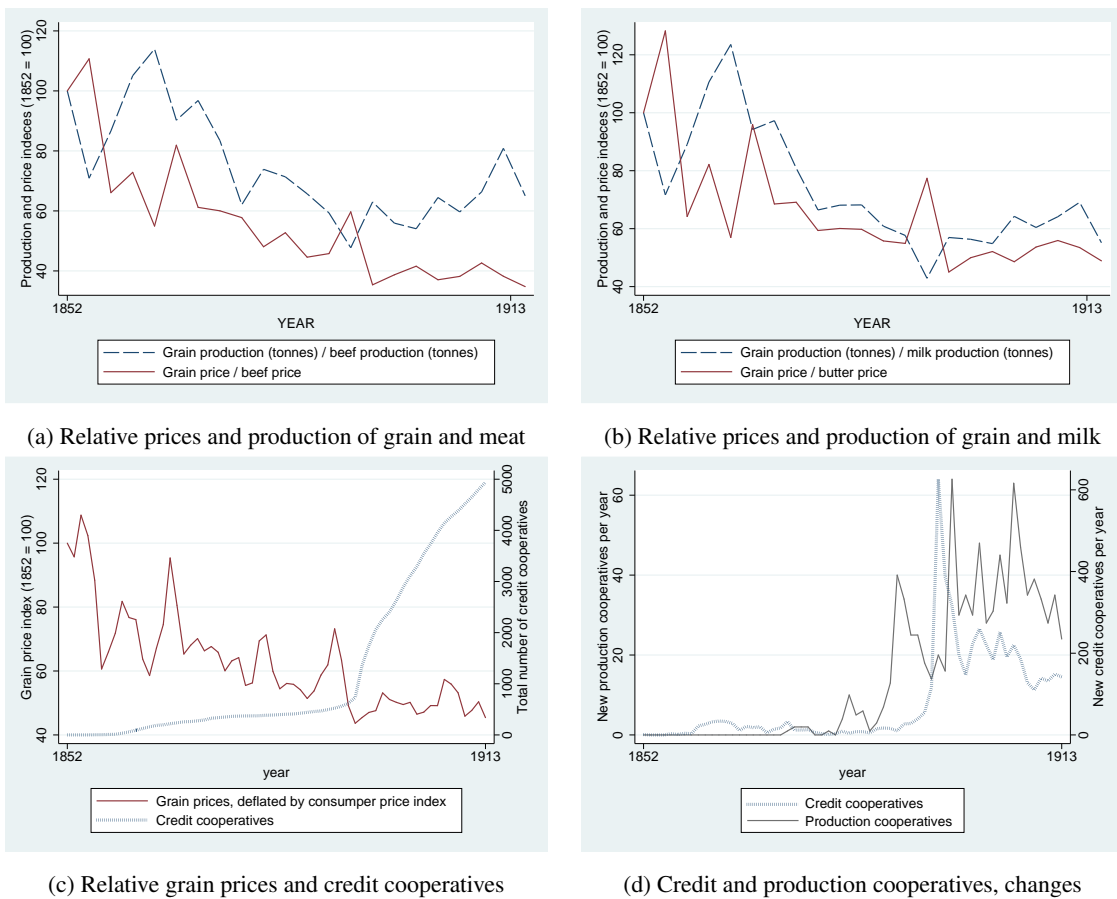 Production and price indeces (1852 = 100)
120
100
80
60
40
1852
1913
YEAR
Grain production (tonnes) / beef production (tonnes)
Grain price / beef price
(a) Relative prices and production of grain and meat
Production and price indeces (1852 = 100)
120
100
80
60
40
1852
1913
YEAR
Grain production (tonnes) / milk production (tonnes)
Grain price / butter price
(b) Relative prices and production of grain and milk
Grain price index (1852 = 100)
120
100
80
60
40
Total number of credit cooperatives
5000
4000
3000
2000
1000
0
1852
1913
year
Grain prices, deflated by consumper price index
Credit cooperatives
(c) Relative grain prices and credit cooperatives
New production cooperatives per year
60
40
20
0
New credit cooperatives per year
600
400
200
0
1852
1913
year
Credit cooperatives
Production cooperatives
(d) Credit and production cooperatives, changes